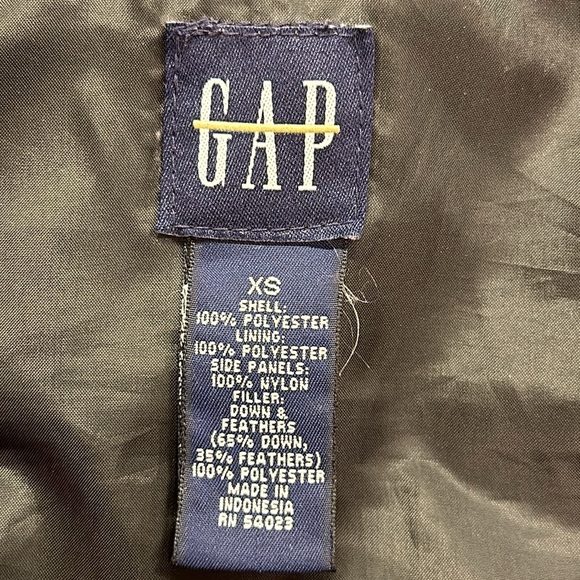 GAP
XS
SHELL:
100% POLYESTER
LINING:
100% POLYESTER
SIDE PANELS:
100% NYLON
FILLER:
DOWN &
FEATHERS
(65% DOWN,
35% FEATHERS)
100% POLYESTER
MADE IN
INDONESIA
RN 54023